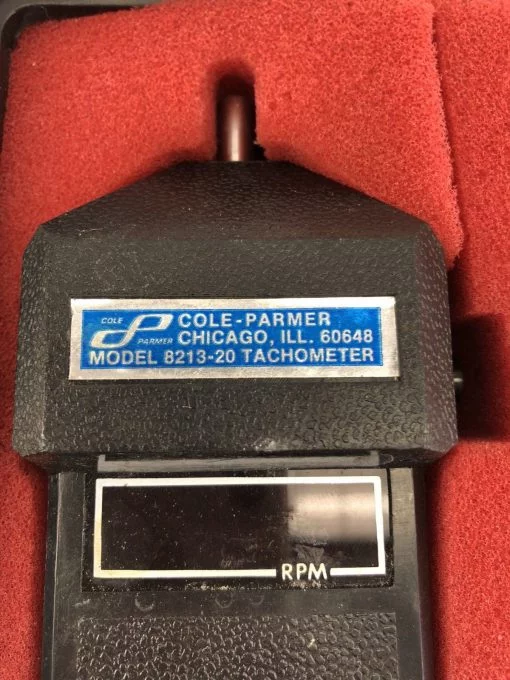 COLE
PARMER
COLE-PARMER
CHICAGO, ILL. 60648
MODEL 8213-20 TACHOMETER
RPM